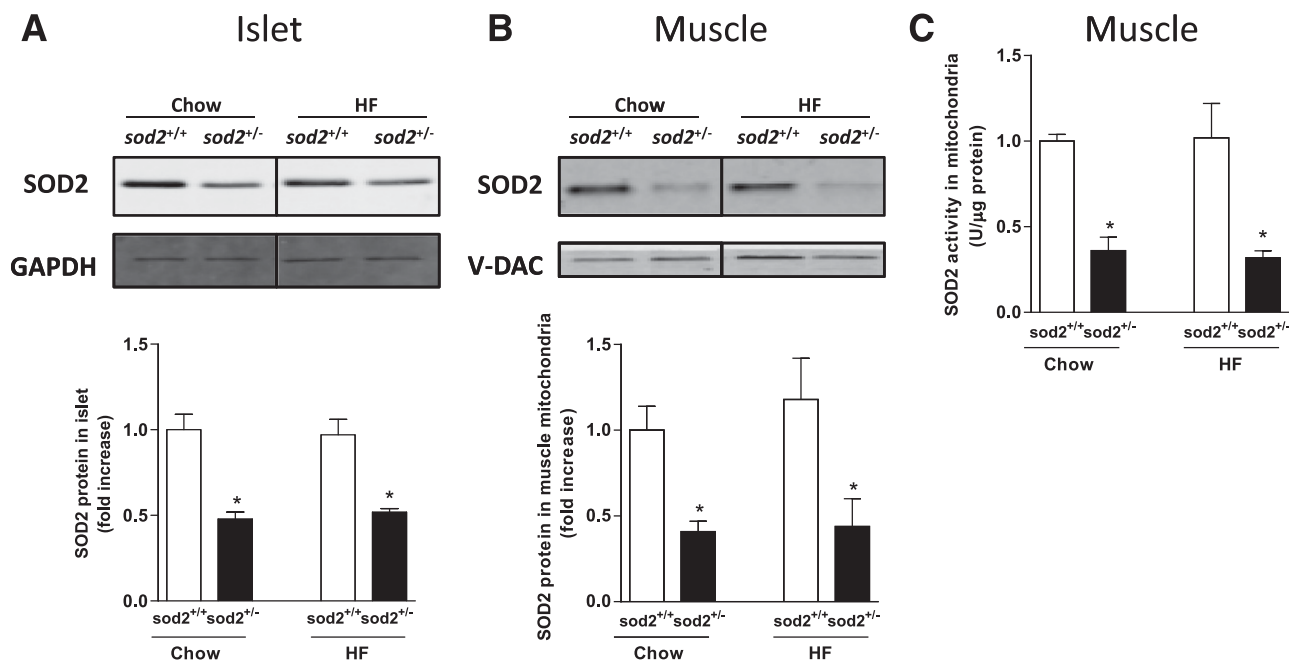 A Islet
Chow HF
sod2+/+ sod2+/- sod2+/+ sod2+/-
SOD2
GAPDH
SOD2 protein in islet
(fold increase)
1.5
1.0
0.5
0.0
*
*
sod2+/+ sod2+/- sod2+/+ sod2+/-
Chow HF
B Muscle
Chow HF
sod2+/+ sod2+/- sod2+/+ sod2+/-
SOD2
V-DAC
SOD2 protein in muscle mitochondria
(fold increase)
1.5
1.0
0.5
0.0
*
*
sod2+/+ sod2+/- sod2+/+ sod2+/-
Chow HF
C Muscle
SOD2 activity in mitochondria
(U/μg protein)
1.5
1.0
0.5
0.0
*
*
sod2+/+ sod2+/- sod2+/+ sod2+/-
Chow HF